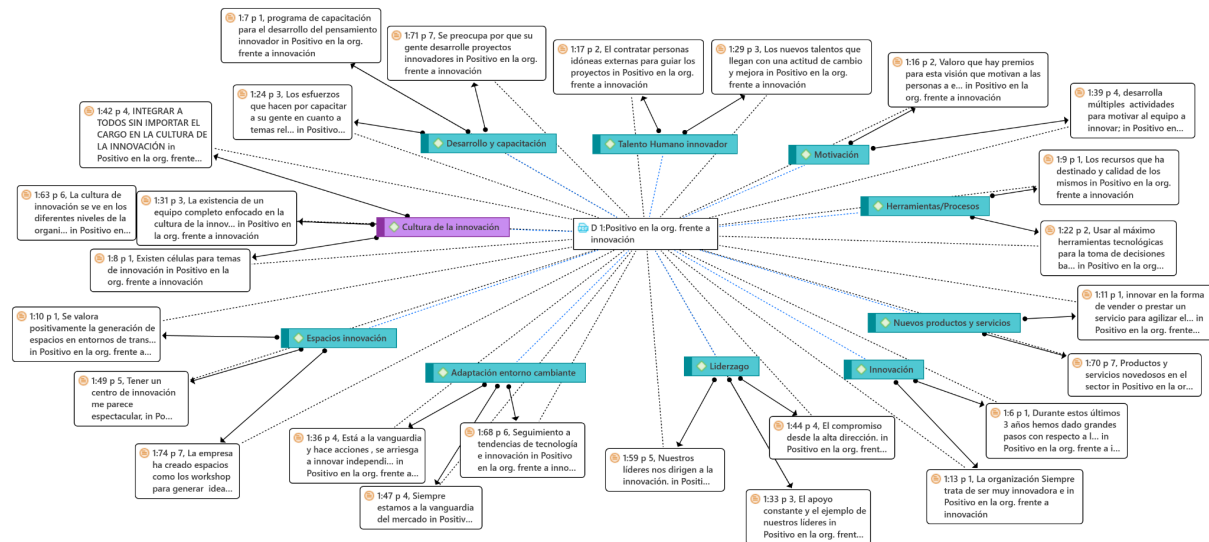 1:7 p 1, programa de capacitación
para el desarrollo del pensamiento
innovador in Positivo en la org.
frente a innovación
1:71 p 7, Se preocupa por que su
gente desarrolle proyectos
innovadores in Positivo en la org.
frente a innovación
1:17 p 2, El contratar personas
idóneas externas para guiar los
proyectos in Positivo en la org.
frente a innovación
1:29 p 3, Los nuevos talentos que
llegan con una actitud de cambio
y mejora in Positivo en la org.
frente a innovación
1:16 p 2, Valoro que hay premios
para esta visión que motivan a las
personas a e... in Positivo en la
org. frente a innovación
1:39 p 4, desarrolla
múltiples actividades
para motivar al equipo a
innovar; in Positivo en...
1:24 p 3, Los esfuerzos
que hacen por capacitar
a su gente en cuanto a
temas rel... in Positivo...
1:42 p 4, INTEGRAR A
TODOS SIN IMPORTAR EL
CARGO EN LA CULTURA DE
LA INNOVACIÓN in
Positivo en la org. frente...
Desarrollo y capacitación
Talento Humano innovador
Motivación
1:9 p 1, Los recursos que ha
destinado y calidad de los
mismos in Positivo en la org.
frente a innovación
1:63 p 6, La cultura de
innovación se ve en los
diferentes niveles de la
organi... in Positivo en...
1:31 p 3, La existencia de un
equipo completo enfocado en la
cultura de la innov... in Positivo en
la org. frente a innovación
Cultura de la innovación
D 1:Positivo en la org. frente a
innovación
Herramientas/Procesos
1:22 p 2, Usar al máximo
herramientas tecnológicas
para la toma de decisiones
ba... in Positivo en la org...
1:8 p 1, Existen células para temas
de innovación in Positivo en la
org. frente a innovación
1:10 p 1, Se valora
positivamente la generación de
espacios en entornos de trans...
in Positivo en la org. frente a...
Espacios innovación
Nuevos productos y servicios
1:11 p 1, innovar en la forma
de vender o prestar un
servicio para agilizar el... in
Positivo en la org. frente...
1:49 p 5, Tener un
centro de innovación
me parece
espectacular, in Po...
Adaptación entorno cambiante
Líderzago
Innovación
1:70 p 7, Productos y
servicios novedosos en el
sector in Positivo en la or...
1:74 p 7, La empresa
ha creado espacios
como los workshop
para generar idea...
1:36 p 4, Está a la vanguardia
y hace acciones , se arriesga
a innovar independi... in
Positivo en la org. frente a...
1:68 p 6, Seguimiento a
tendencias de tecnología
e innovación in Positivo
en la org. frente a inno...
1:47 p 4, Siempre
estamos a la vanguardia
del mercado in Positiv...
1:59 p 5, Nuestros
líderes nos dirigen a la
innovación. in Positi...
1:44 p 4, El compromiso
desde la alta dirección. in
Positivo en la org. frent...
1:33 p 3, El apoyo
constante y el ejemplo de
nuestros líderes in
Positivo en la org. frent...
1:6 p 1, Durante estos últimos
3 años hemos dado grandes
pasos con respecto a l... in
Positivo en la org. frente a i...
1:13 p 1, La organización Siempre
trata de ser muy innovadora e in
Positivo en la org. frente a
innovación